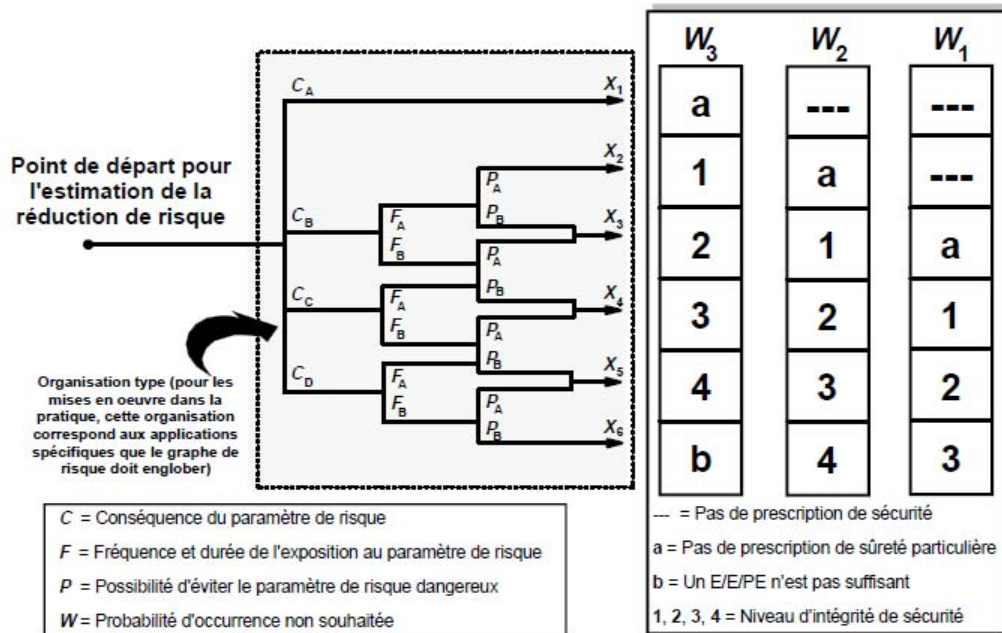 W3 W2 W1
Point de départ pour
l'estimation de la
réduction de risque
Organisation type (pour les
mises en oeuvre dans la
pratique, cette organisation
correspond aux applications
spécifiques que le graphe de
risque doit englober)
CA X1
X2
PA
CB FA PB X3
FB PA
PB X4
CC FA
FB PA
PB X5
CD FA
FB PA
PB X6
a --- ---
1 a ---
2 1 a
3 2 1
4 3 2
b 4 3
C = Conséquence du paramètre de risque
F = Fréquence et durée de l'exposition au paramètre de risque
P = Possibilité d'éviter le paramètre de risque dangereux
W = Probabilité d'occurrence non souhaitée
--- = Pas de prescription de sécurité
a = Pas de prescription de sûreté particulière
b = Un E/E/PE n'est pas suffisant
1, 2, 3, 4 = Niveau d'intégrité de sécurité